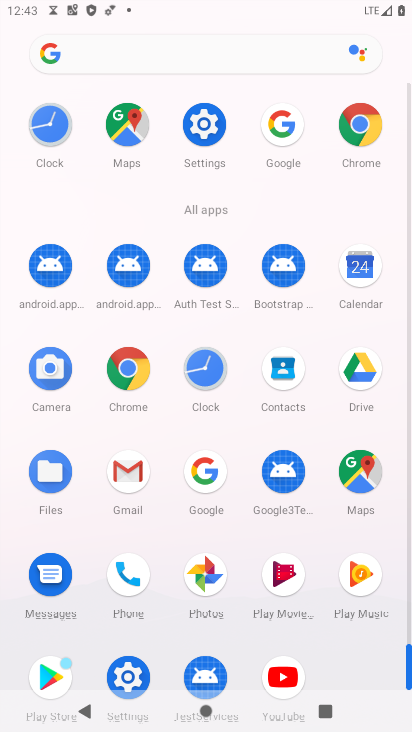 12:43 LTE
Clock Maps Settings Google Chrome
All apps
android.app... android.app... Auth Test S... Bootstrap ... Calendar
24
Camera Chrome Clock Contacts Drive
Files Gmail Google Google3Te... Maps
Messages Phone Photos Play Movie... Play Music
Play Store Settings TestServices YouTube